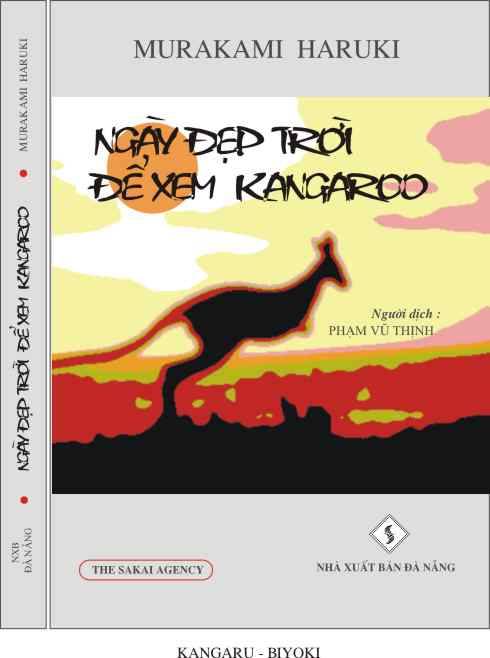 MURAKAMI HARUKI
NGÀY ĐẸP TRỜI
ĐỂ XEM KANGAROO
Người dịch :
PHẠM VŨ THỊNH
THE SAKAI AGENCY
NHÀ XUẤT BẢN ĐÀ NẴNG
MURAKAMI HARUKI
NGÀY ĐẸP TRỜI ĐỂ XEM KANGAROO
NXB
ĐÀ NẴNG
KANGARU - BIYOKI